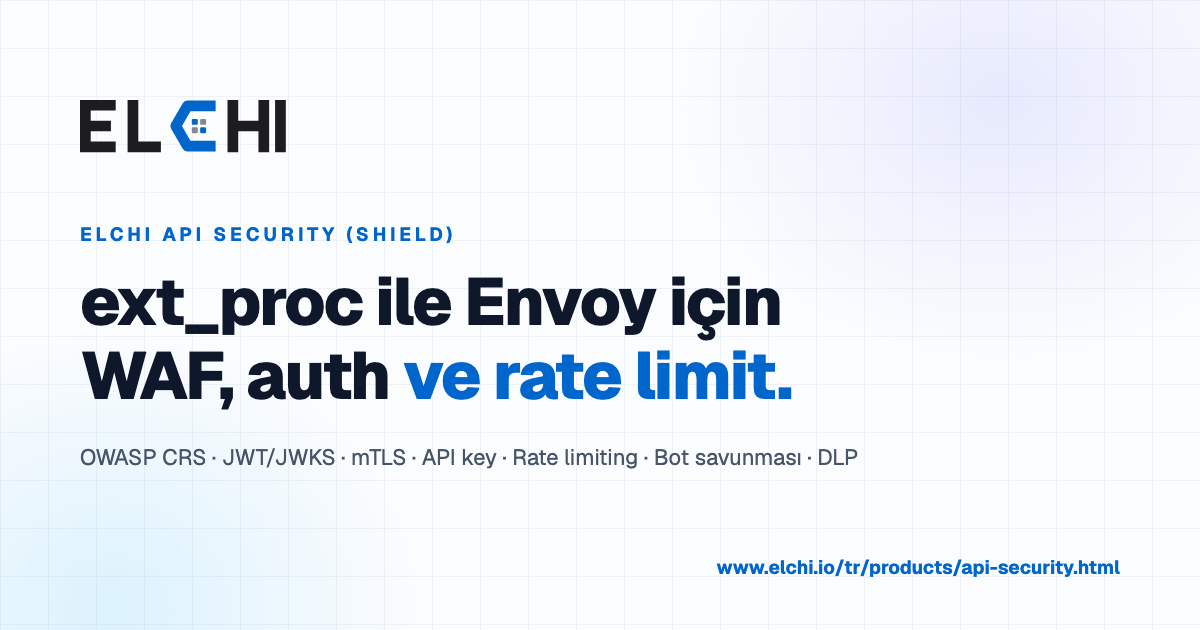 ELCHI
ELCHI API SECURITY (SHIELD)
ext_proc ile Envoy için
WAF, auth ve rate limit.
OWASP CRS · JWT/JWKS · mTLS · API key · Rate limiting · Bot savunması · DLP
www.elchi.io/tr/products/api-security.html